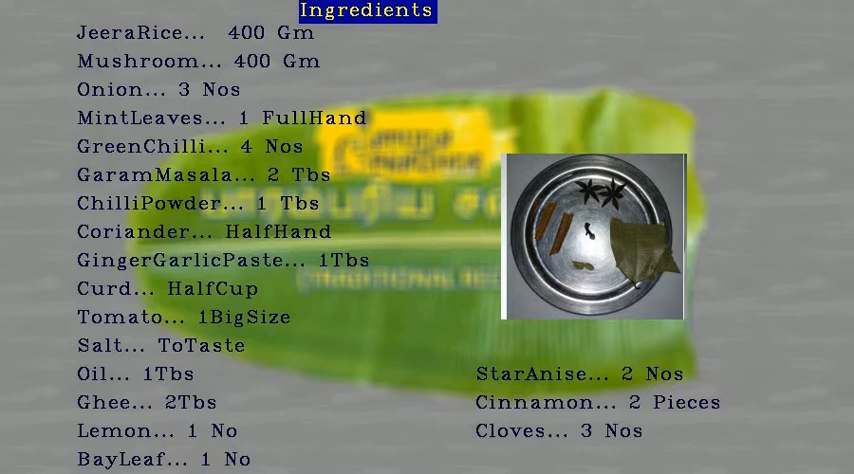 Ingredients
JeeraRice... 400 Gm
Mushroom... 400 Gm
Onion... 3 Nos
MintLeaves... 1 FullHand
GreenChilli... 4 Nos
GaramMasala... 2 Tbs
ChilliPowder... 1 Tbs
Coriander... HalfHand
GingerGarlicPaste... 1Tbs
Curd... HalfCup
Tomato... 1BigSize
Salt... ToTaste
Oil... 1Tbs
Ghee... 2Tbs
Lemon... 1 No
BayLeaf... 1 No
StarAnise... 2 Nos
Cinnamon... 2 Pieces
Cloves... 3 Nos